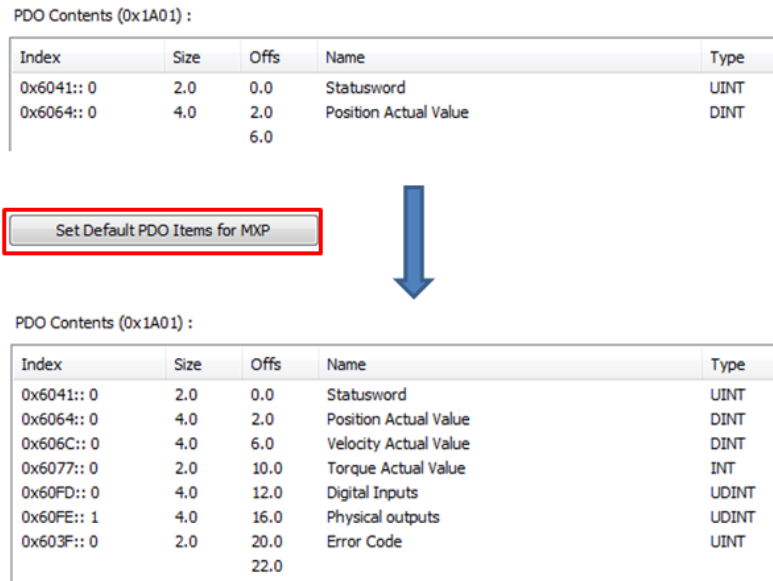 PDO Contents (0x1A01) :
Index Size Offs Name Type
0x6041:: 0 2.0 0.0 Statusword UINT
0x6064:: 0 4.0 2.0 Position Actual Value DINT
6.0
Set Default PDO Items for MXP
PDO Contents (0x1A01) :
Index Size Offs Name Type
0x6041:: 0 2.0 0.0 Statusword UINT
0x6064:: 0 4.0 2.0 Position Actual Value DINT
0x606C:: 0 4.0 6.0 Velocity Actual Value DINT
0x6077:: 0 2.0 10.0 Torque Actual Value INT
0x60FD:: 0 4.0 12.0 Digital Inputs UDINT
0x60FE:: 1 4.0 16.0 Physical outputs UDINT
0x603F:: 0 2.0 20.0 Error Code UINT
22.0